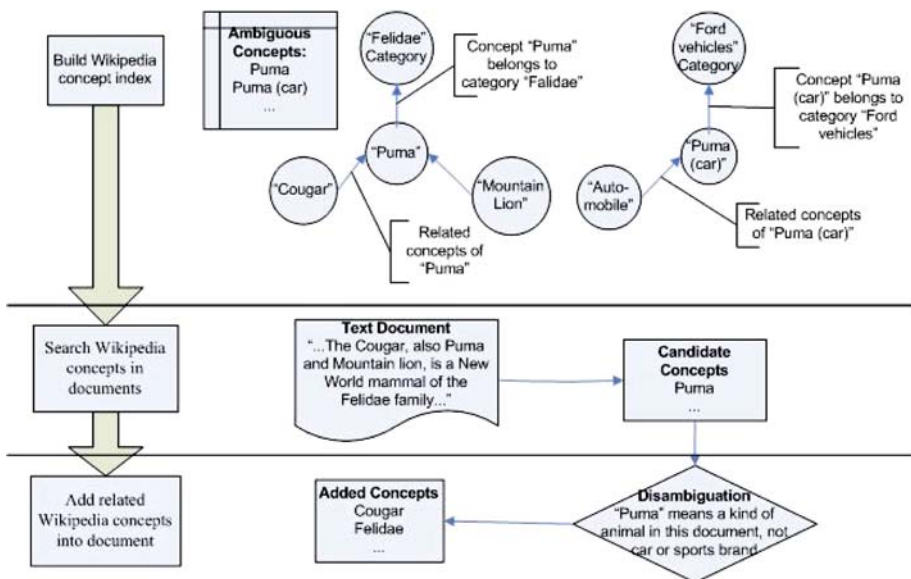 Build Wikipedia
concept index
Ambiguous
Concepts:
Puma
Puma (car)
...
“Felidae”
Category
Concept “Puma”
belongs to
category “Falidae”
“Puma”
“Cougar”
“Mountain
Lion”
Related
concepts of
“Puma”
“Ford
vehicles”
Category
Concept “Puma
(car)” belongs to
category “Ford
vehicles”
“Puma
(car)”
“Auto-
mobile”
Related concepts
of “Puma (car)”
Search Wikipedia
concepts in
documents
Text Document
“...The Cougar, also Puma
and Mountain lion, is a New
World mammal of the
Felidae family...”
Candidate
Concepts
Puma
...
Add related
Wikipedia concepts
into document
Added Concepts
Cougar
Felidae
...
Disambiguation
“Puma” means a kind of
animal in this document, not
car or sports brand